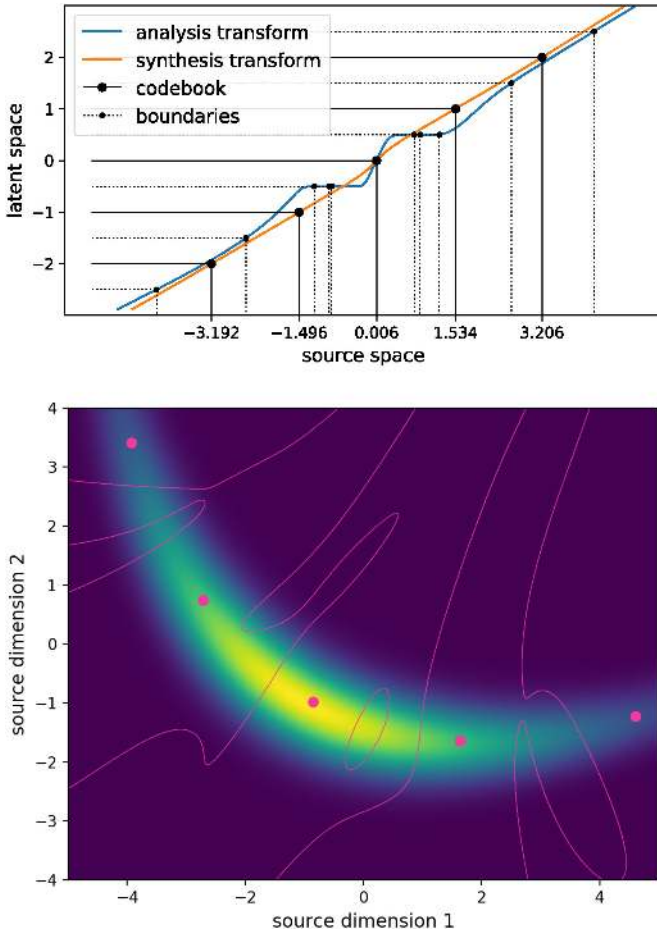 analysis transform
synthesis transform
codebook
boundaries
latent space
2
1
0
−1
−2
−3.192 −1.496 0.006 1.534 3.206
source space
source dimension 2
4
3
2
1
0
−1
−2
−3
−4
−4 −2 0 2 4
source dimension 1